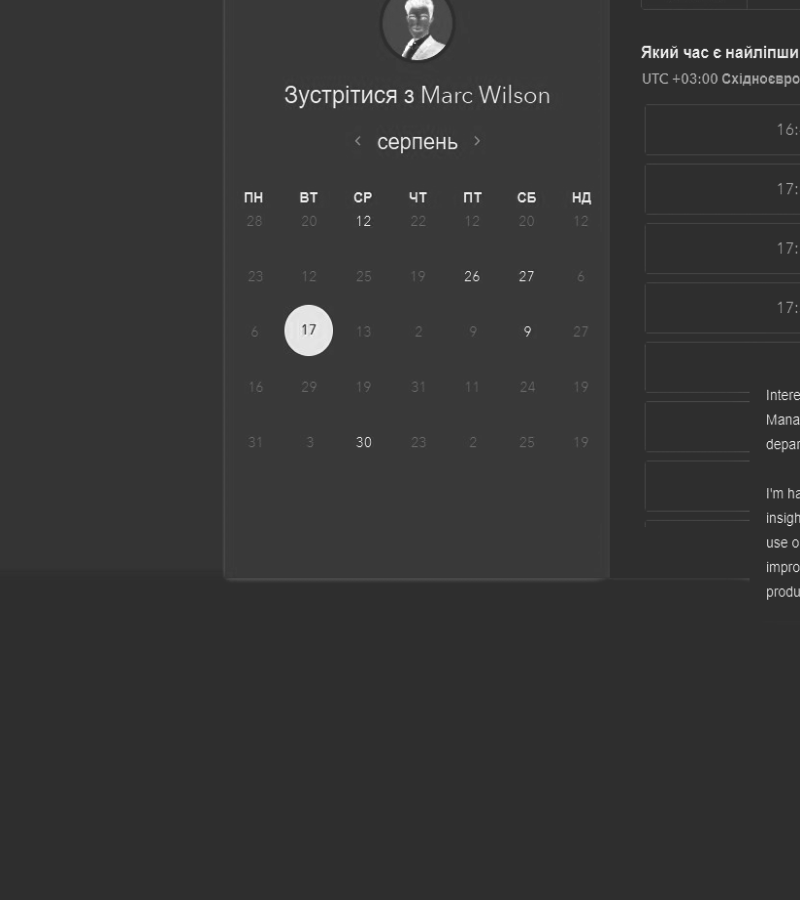 Зустрітися з Marc Wilson
‹ серпень ›
ПН ВТ СР ЧТ ПТ СБ НД
28 20 12 22 12 20 12
23 12 25 19 26 27 6
6 17 13 2 9 9 27
16 29 19 31 11 24 19
31 3 30 23 2 25 19
Який час є найліпши
UTC +03:00 Східноєвро
16:
17:
17:
17:
Intere
Mana
depar
I'm ha
insigh
use o
impro
produ